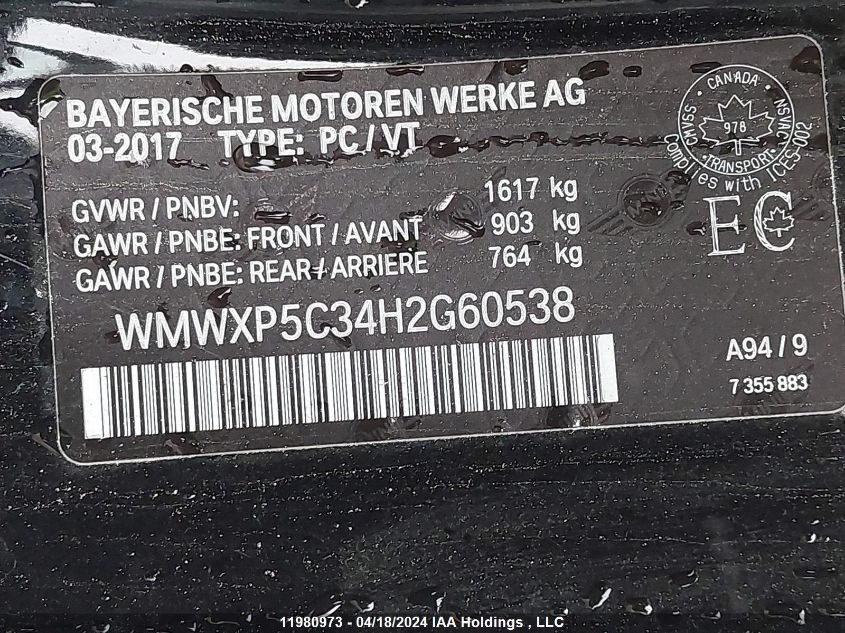 BAYERISCHE MOTOREN WERKE AG
03-2017 TYPE: PC / VT
GVWR / PNBV: 1617 kg
GAWR / PNBE: FRONT / AVANT 903 kg
GAWR / PNBE: REAR / ARRIERE 764 kg
WMWXP5C34H2G60538
CANADA
CMVSS
NSVAC
978
TRANSPORT
Complies with ICES-002
EC
A94 / 9
7 355 883
11980973 - 04/18/2024 IAA Holdings , LLC